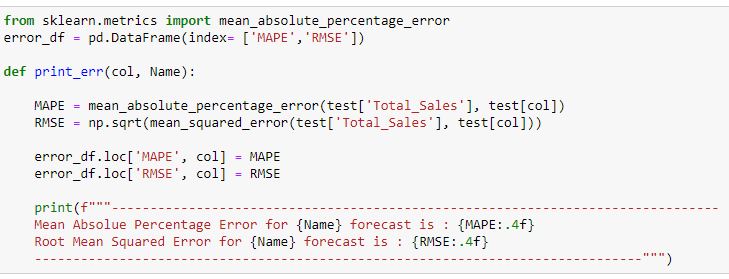 from sklearn.metrics import mean_absolute_percentage_error
error_df = pd.DataFrame(index= ['MAPE','RMSE'])
def print_err(col, Name):
MAPE = mean_absolute_percentage_error(test['Total_Sales'], test[col])
RMSE = np.sqrt(mean_squared_error(test['Total_Sales'], test[col]))
error_df.loc['MAPE', col] = MAPE
error_df.loc['RMSE', col] = RMSE
print(f"""-----------------------------------------------------------------------------
Mean Absolue Percentage Error for {Name} forecast is : {MAPE:.4f}
Root Mean Squared Error for {Name} forecast is : {RMSE:.4f}
-----------------------------------------------------------------------------""")